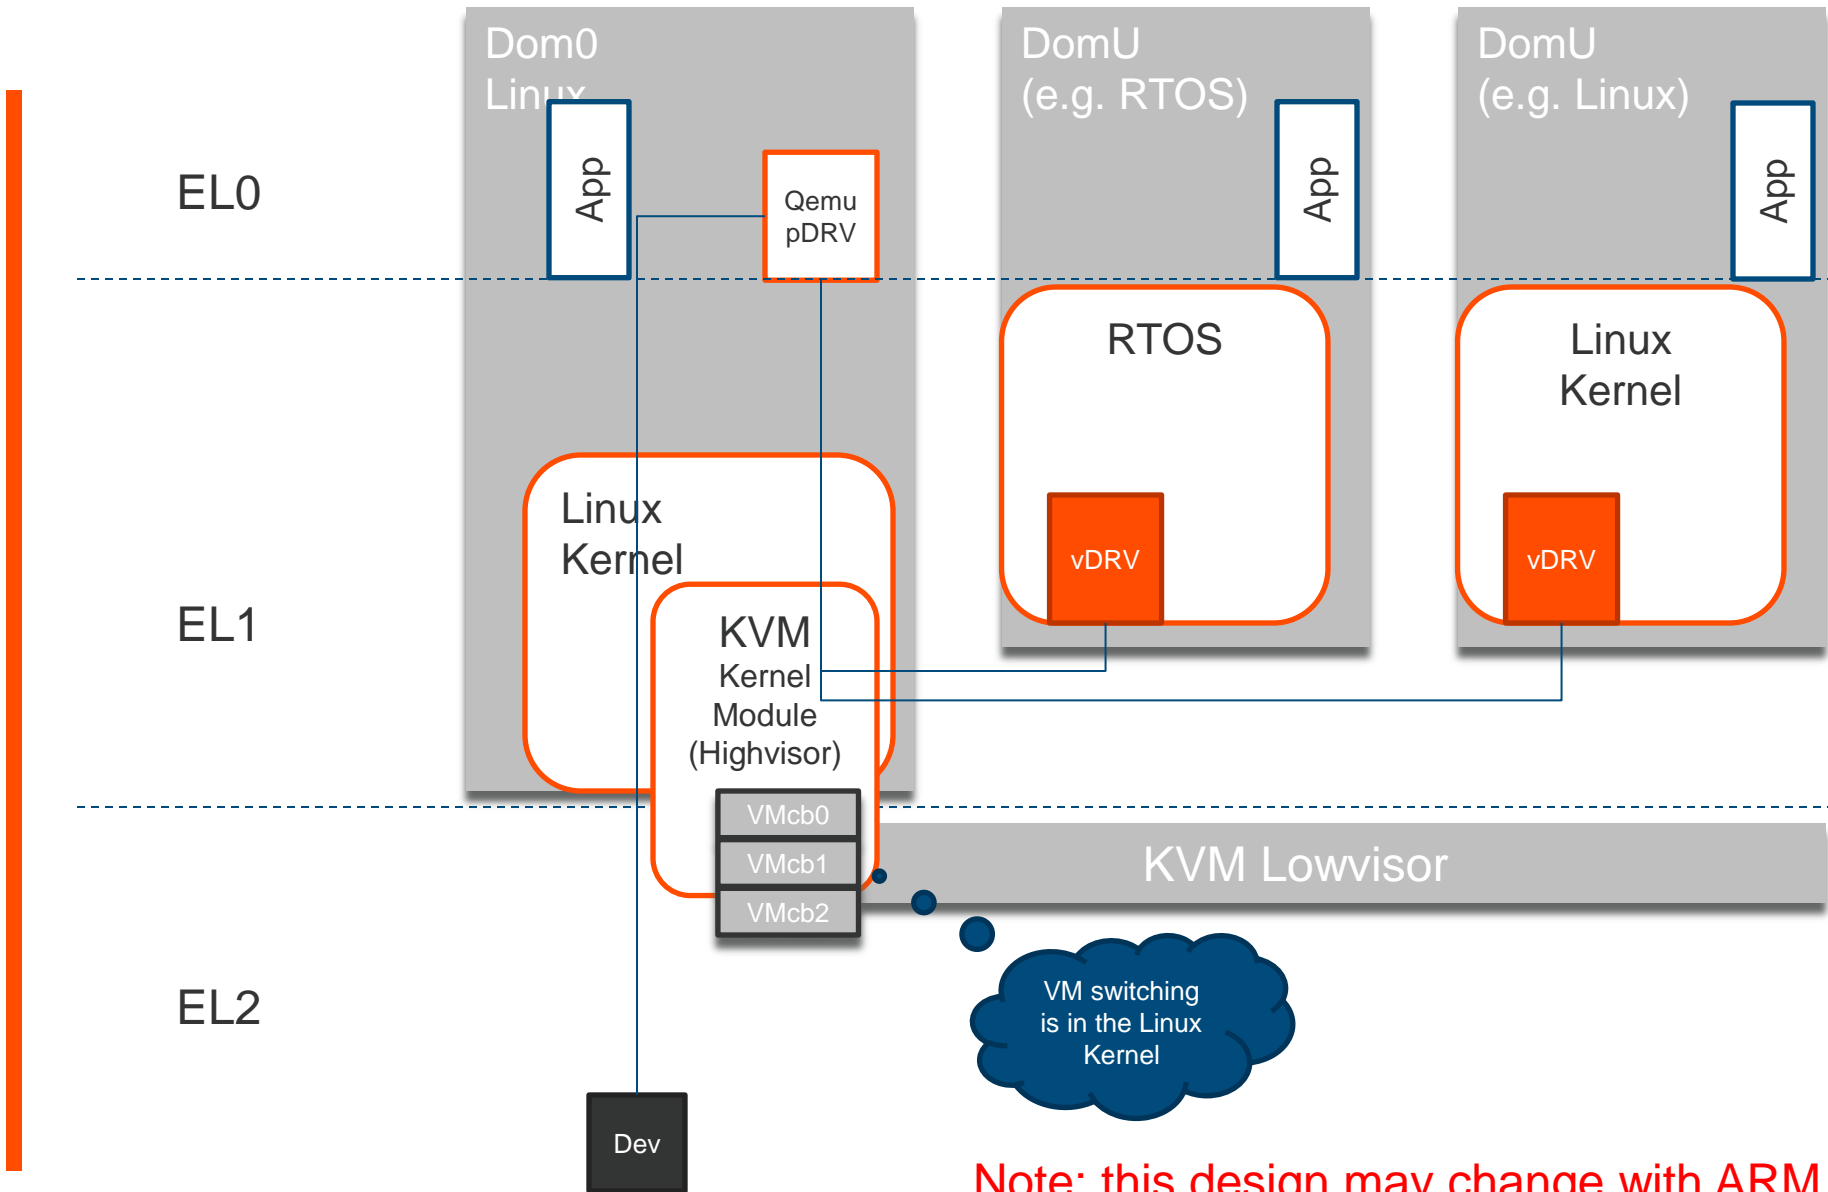 Dom0
Linux
DomU
(e.g. RTOS)
DomU
(e.g. Linux)
EL0
App
Qemu
pDRV
App
App
RTOS
Linux
Kernel
Linux
Kernel
vDRV
vDRV
EL1
KVM
Kernel
Module
(Highvisor)
VMcb0
VMcb1
VMcb2
KVM Lowvisor
EL2
VM switching
is in the Linux
Kernel
Dev
Note: this design may change with ARM